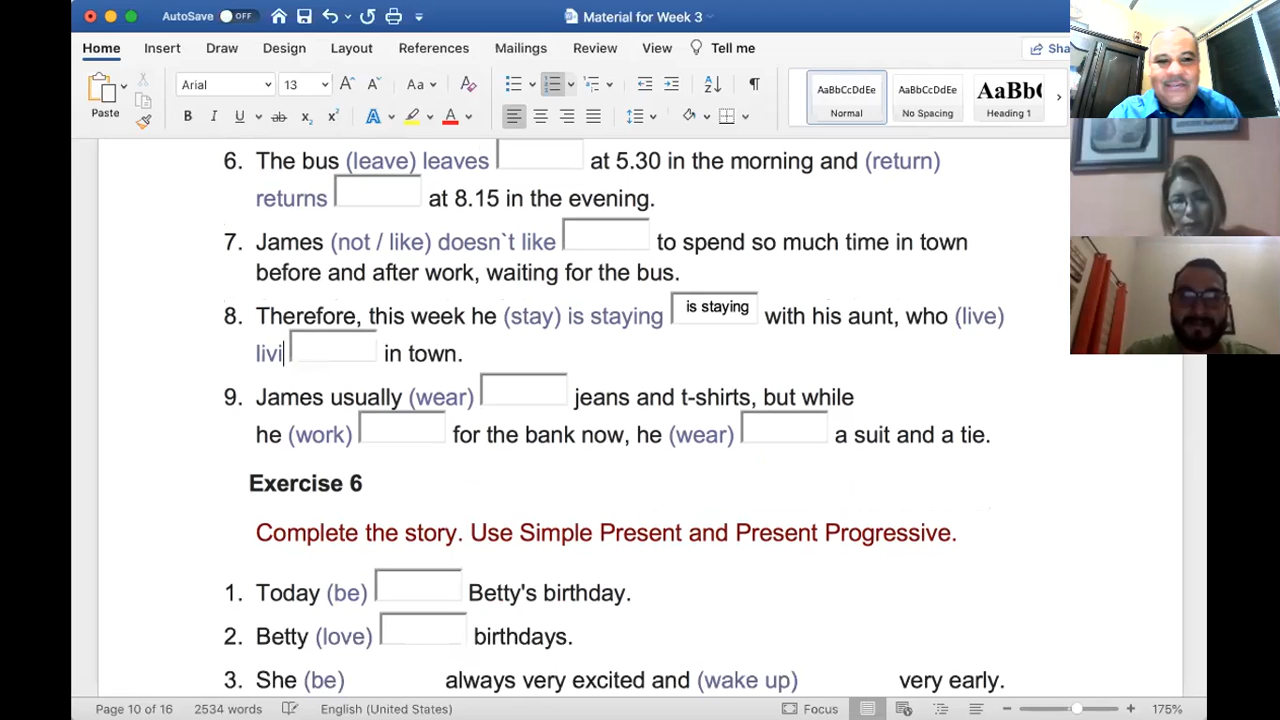 AutoSave OFF Material for Week 3
Home Insert Draw Design Layout References Mailings Review View Tell me Sha
Paste Arial 13 Aa AaBbCcDdEe Normal AaBbCcDdEe No Spacing AaBb( Heading 1
6. The bus (leave) leaves at 5.30 in the morning and (return)
returns at 8.15 in the evening.
7. James (not / like) doesn`t like to spend so much time in town
before and after work, waiting for the bus.
8. Therefore, this week he (stay) is staying is staying with his aunt, who (live)
livi in town.
9. James usually (wear) jeans and t-shirts, but while
he (work) for the bank now, he (wear) a suit and a tie.
Exercise 6
Complete the story. Use Simple Present and Present Progressive.
1. Today (be) Betty's birthday.
2. Betty (love) birthdays.
3. She (be) always very excited and (wake up) very early.
Page 10 of 16 2534 words English (United States) Focus 175%